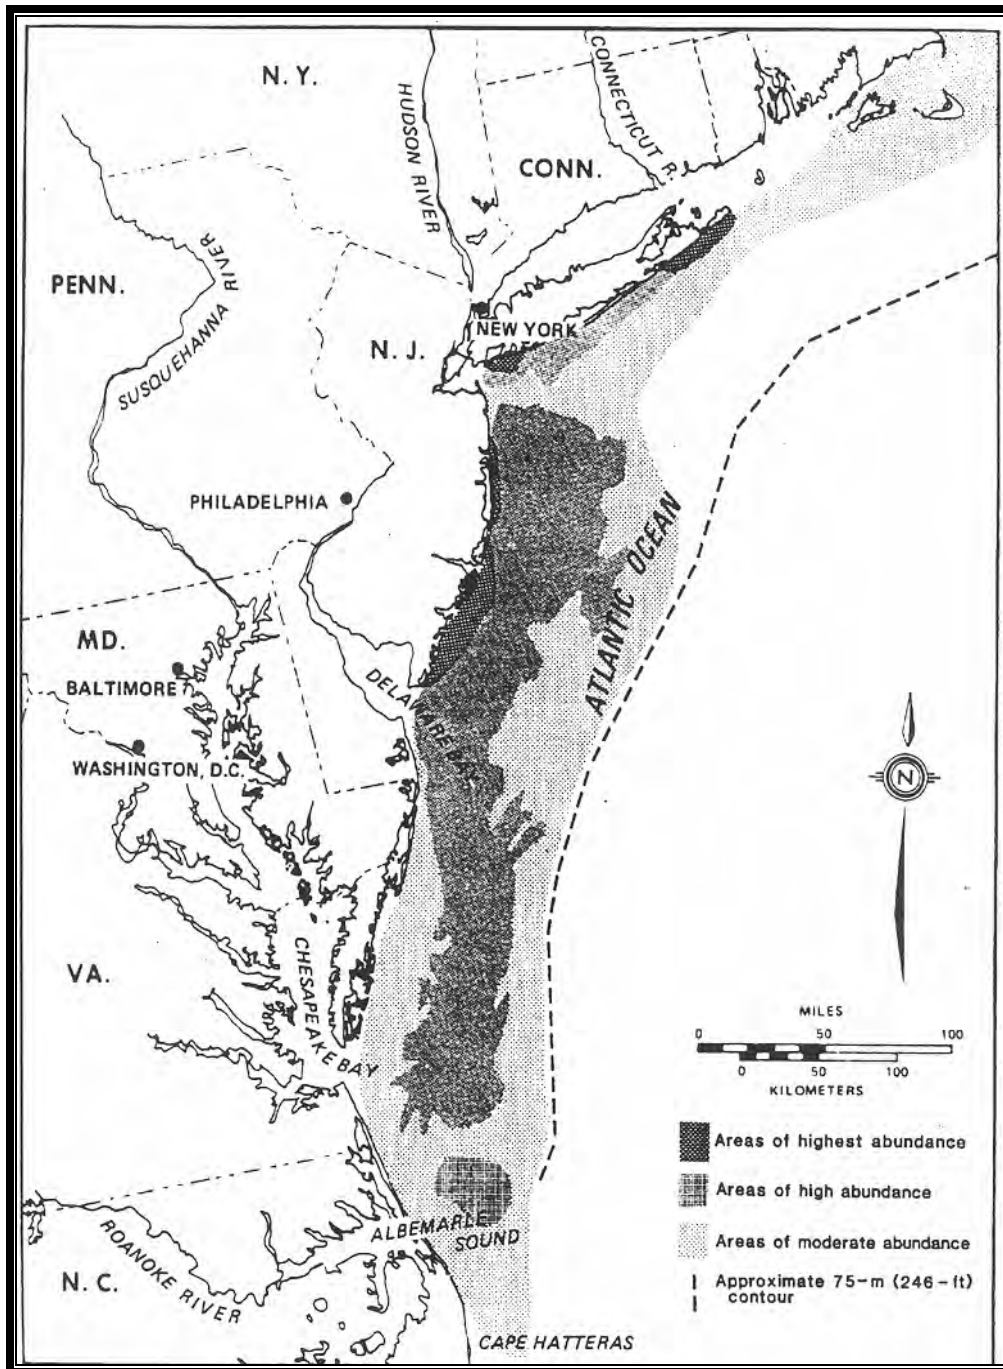 N. Y.
HUDSON RIVER
CONNECTICUT R.
CONN.
PENN.
SUSQUEHANNA RIVER
NEW YORK
N. J.
PHILADELPHIA
ATLANTIC OCEAN
MD.
BALTIMORE
DELAWARE BAY
WASHINGTON, D.C.
N
VA.
CHESAPEAKE BAY
MILES
0 50 100
0 50 100
KILOMETERS
Areas of highest abundance
Areas of high abundance
Areas of moderate abundance
Approximate 75-m (246-ft)
contour
ALBEMARLE
SOUND
ROANOKE RIVER
N. C.
CAPE HATTERAS